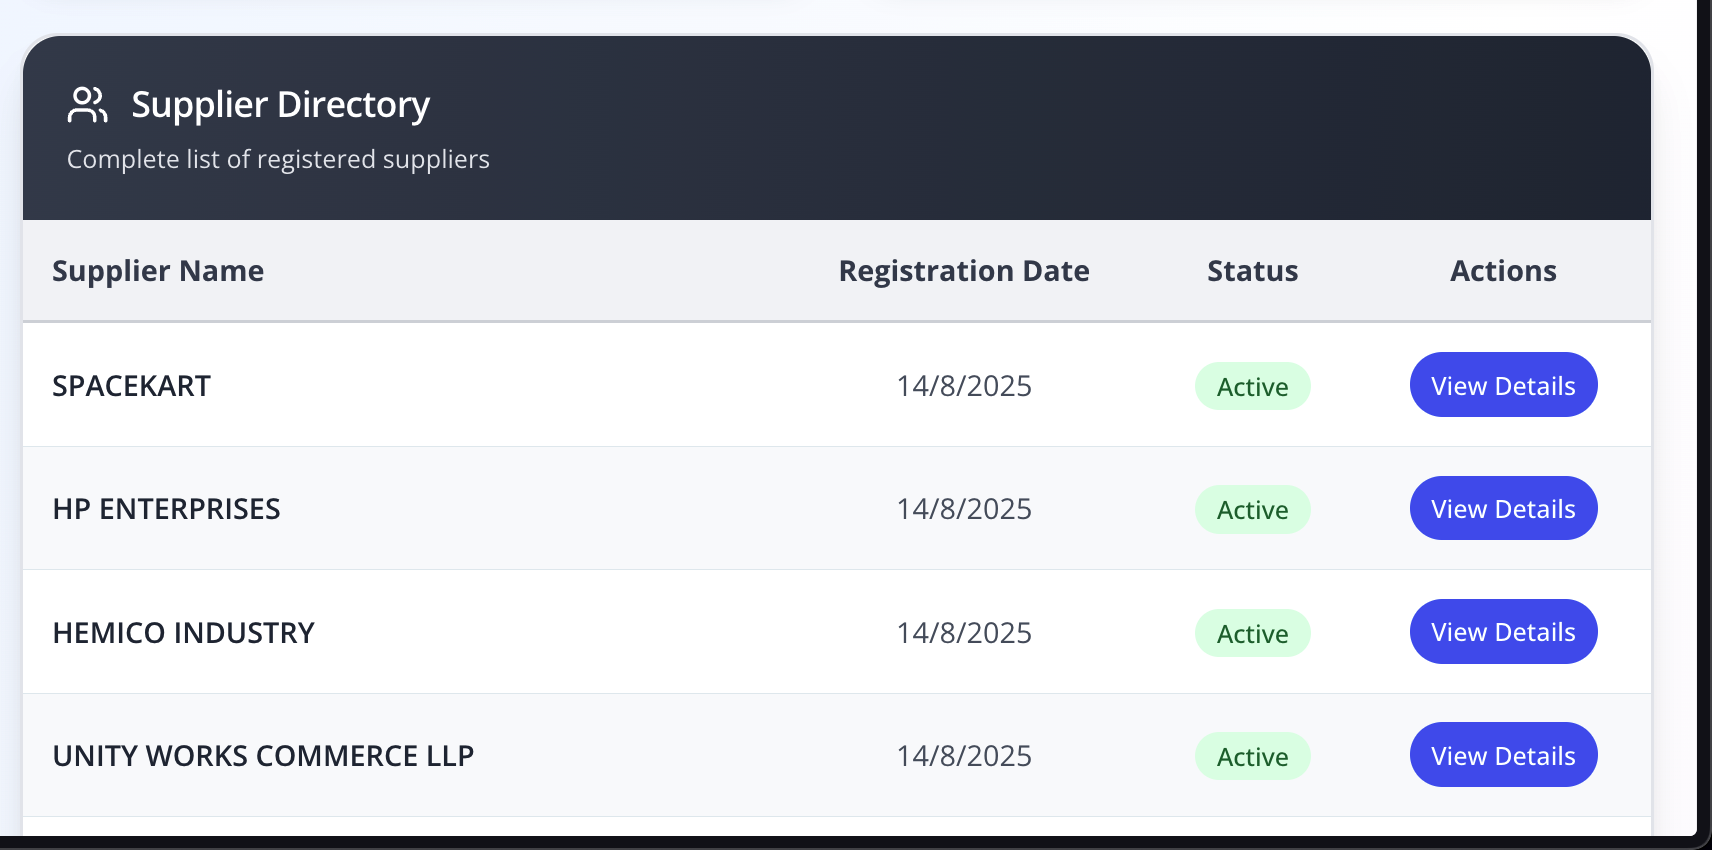 Supplier Directory
Complete list of registered suppliers
Supplier Name Registration Date Status Actions
SPACEKART 14/8/2025 Active View Details
HP ENTERPRISES 14/8/2025 Active View Details
HEMICO INDUSTRY 14/8/2025 Active View Details
UNITY WORKS COMMERCE LLP 14/8/2025 Active View Details